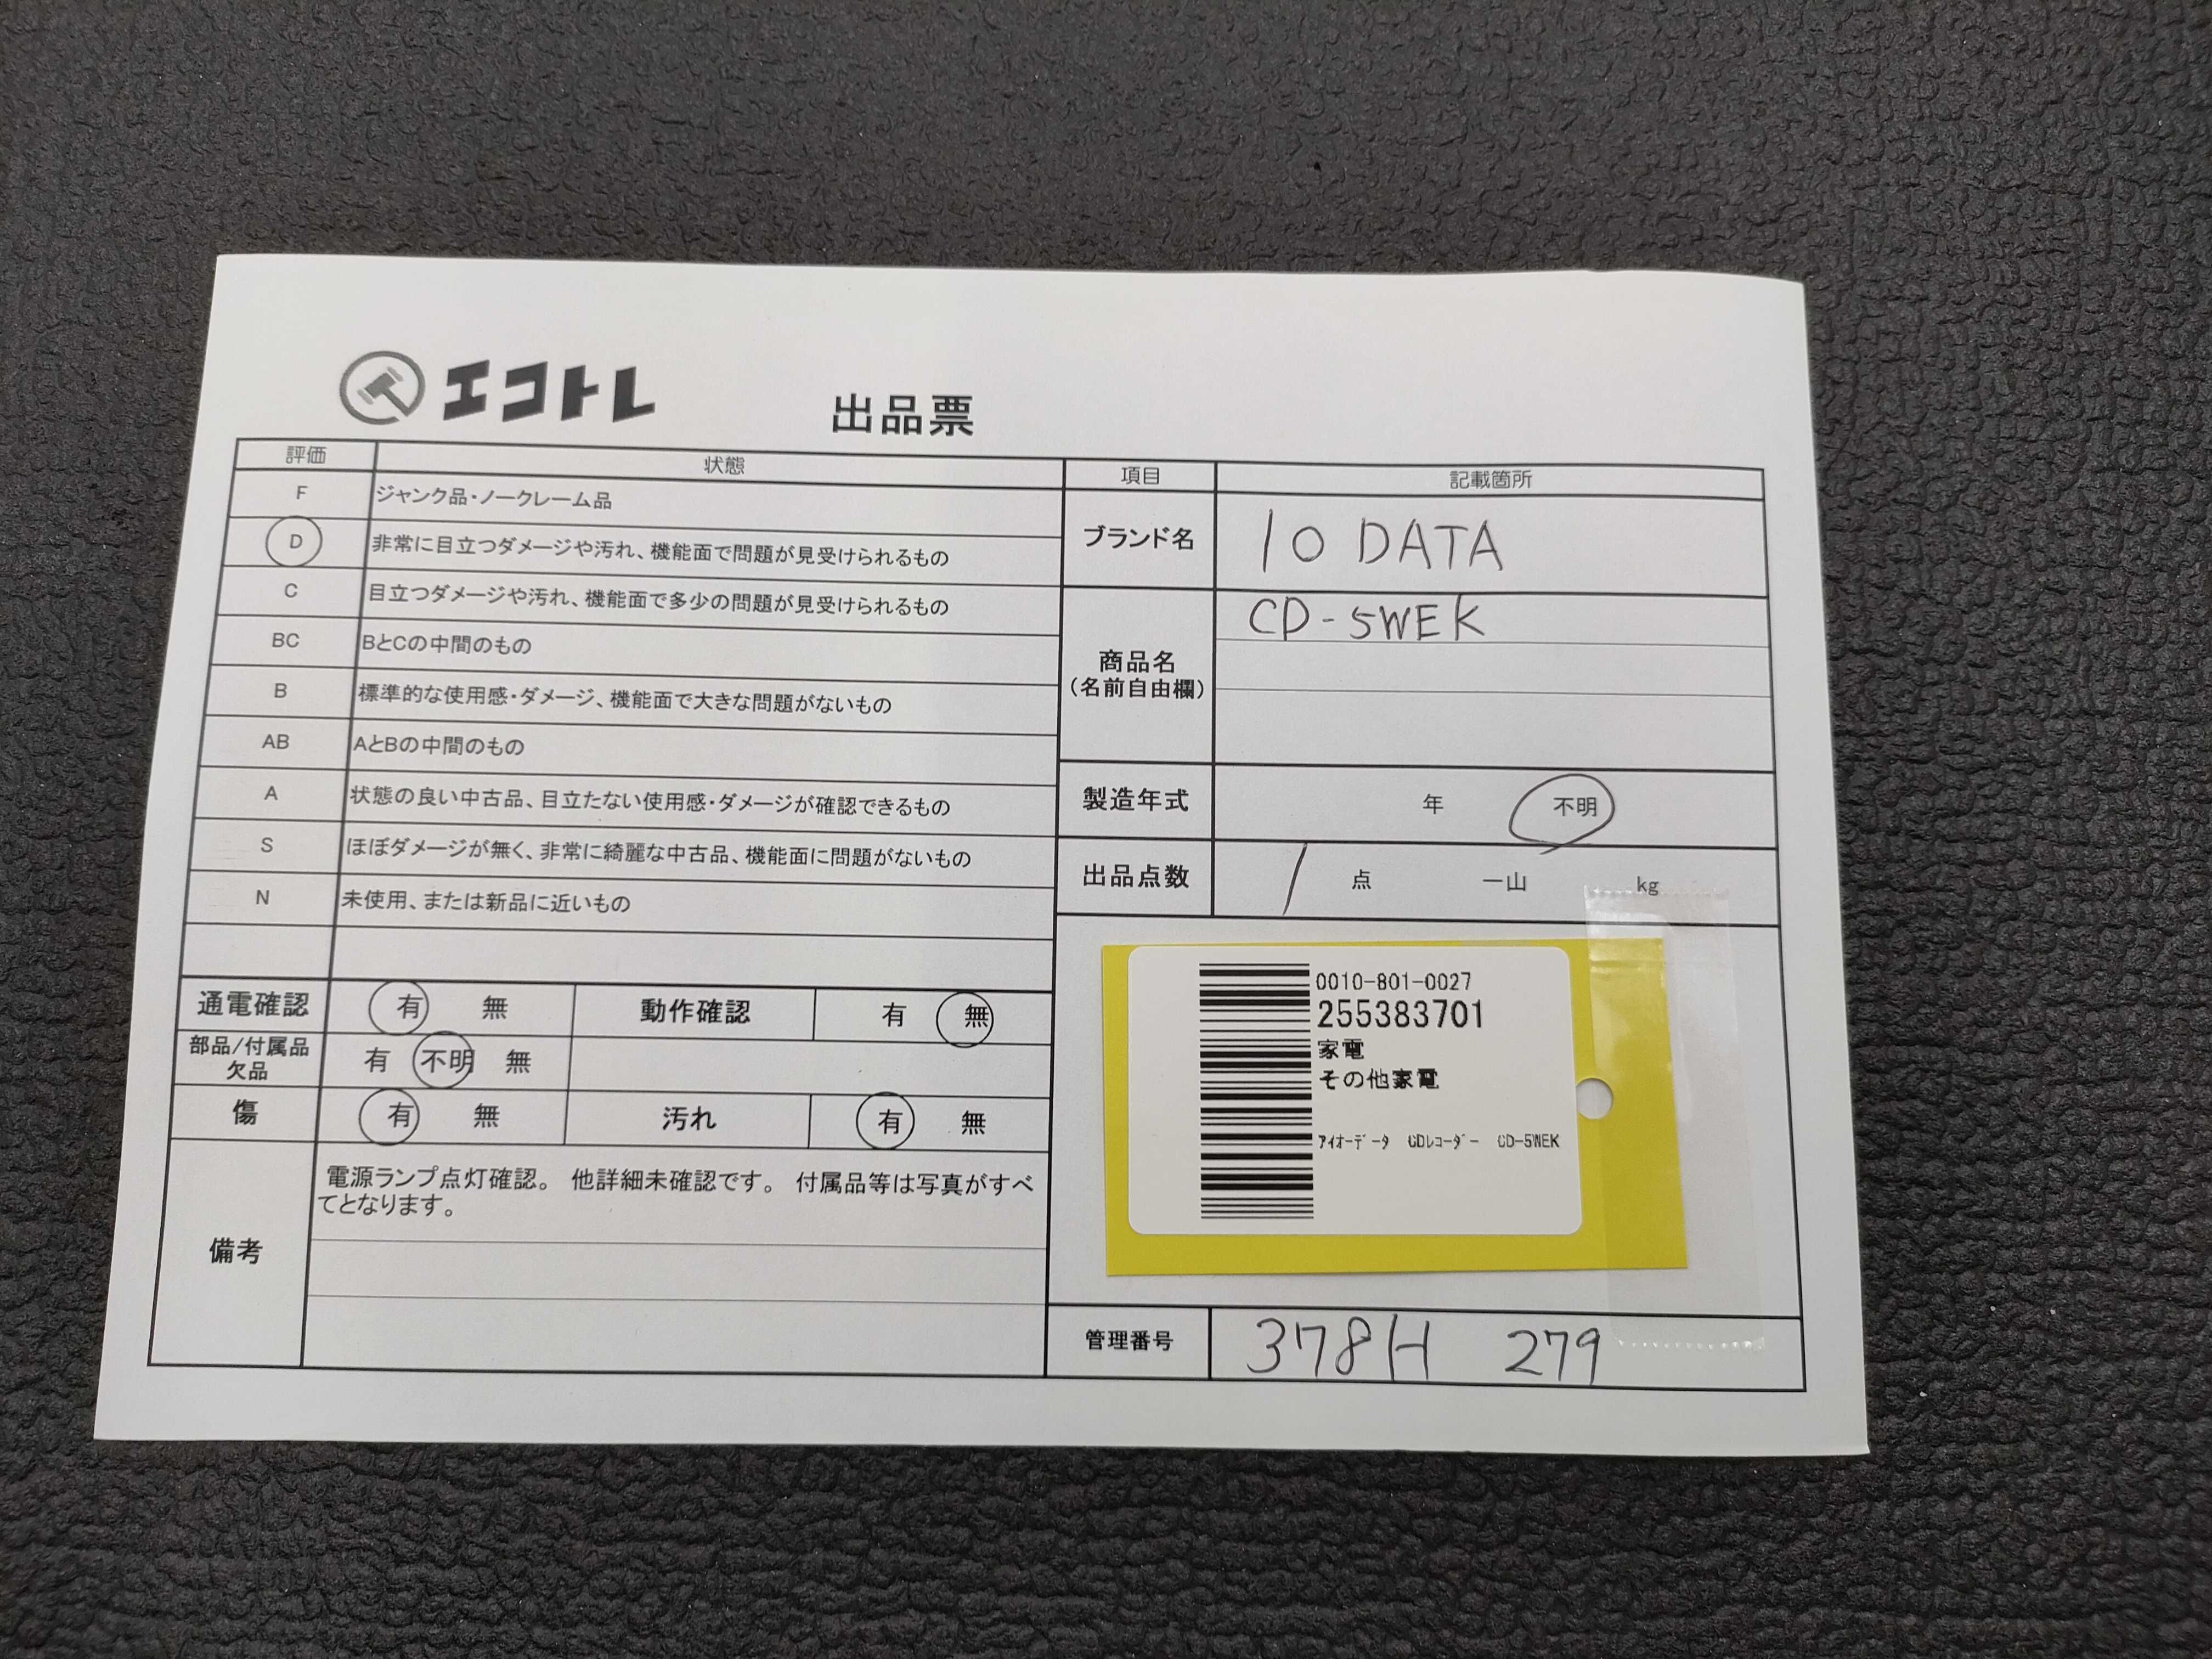 エコトレ
出品票
評価 状態
F ジャンク品・ノークレーム品
D 非常に目立つダメージや汚れ、機能面で問題が見受けられるもの
C 目立つダメージや汚れ、機能面で多少の問題が見受けられるもの
BC BとCの中間のもの
B 標準的な使用感・ダメージ、機能面で大きな問題がないもの
AB AとBの中間のもの
A 状態の良い中古品、目立たない使用感・ダメージが確認できるもの
S ほぼダメージが無く、非常に綺麗な中古品、機能面に問題がないもの
N 未使用、または新品に近いもの
通電確認 有 無 動作確認 有 無
部品/付属品
欠品
有 不明 無
傷 有 無 汚れ 有 無
備考
電源ランプ点灯確認。 他詳細未確認です。 付属品等は写真がすべ
てとなります。
項目 記載箇所
ブランド名 IO DATA
商品名
(名前自由欄)
CD-5WEK
製造年式 年 不明
出品点数 1 点 一山 kg
0010-801-0027
255383701
家電
その他家電
アイオーデータ CDレコーダー CD-5WEK
管理番号 378H 279